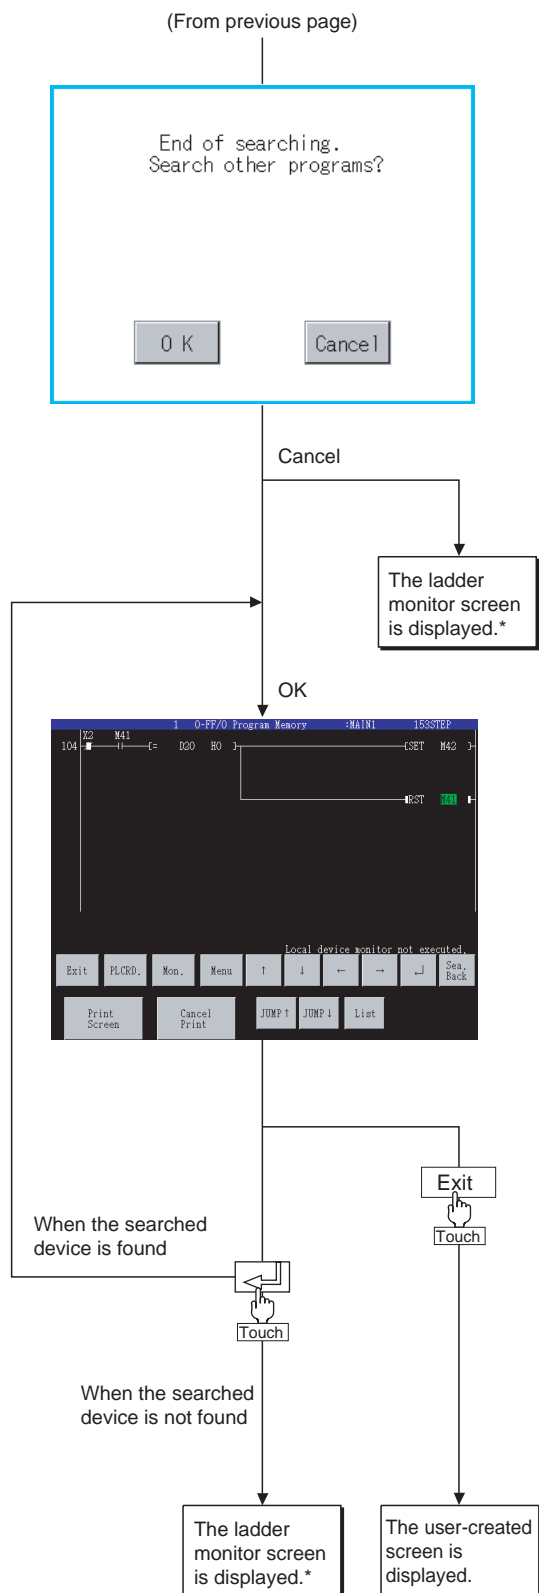 (From previous page)
End of searching.
Search other programs?
O K
Cancel
Cancel
The ladder
monitor screen
is displayed.*
OK
1 O-FF/O Program Memory :MAIN1 153STEP
X2 M41
104 [= D20 H0 ] [SET M42 ]
[RST M41 ]
Local device monitor not executed.
Exit PLCRD. Mon. Menu ↑ ↓ ← → ↵ Sea. Back
Print Screen Cancel Print JUMP↑ JUMP↓ List
Exit
Touch
When the searched
device is found
Touch
When the searched
device is not found
The ladder
monitor screen
is displayed.*
The user-created
screen is
displayed.